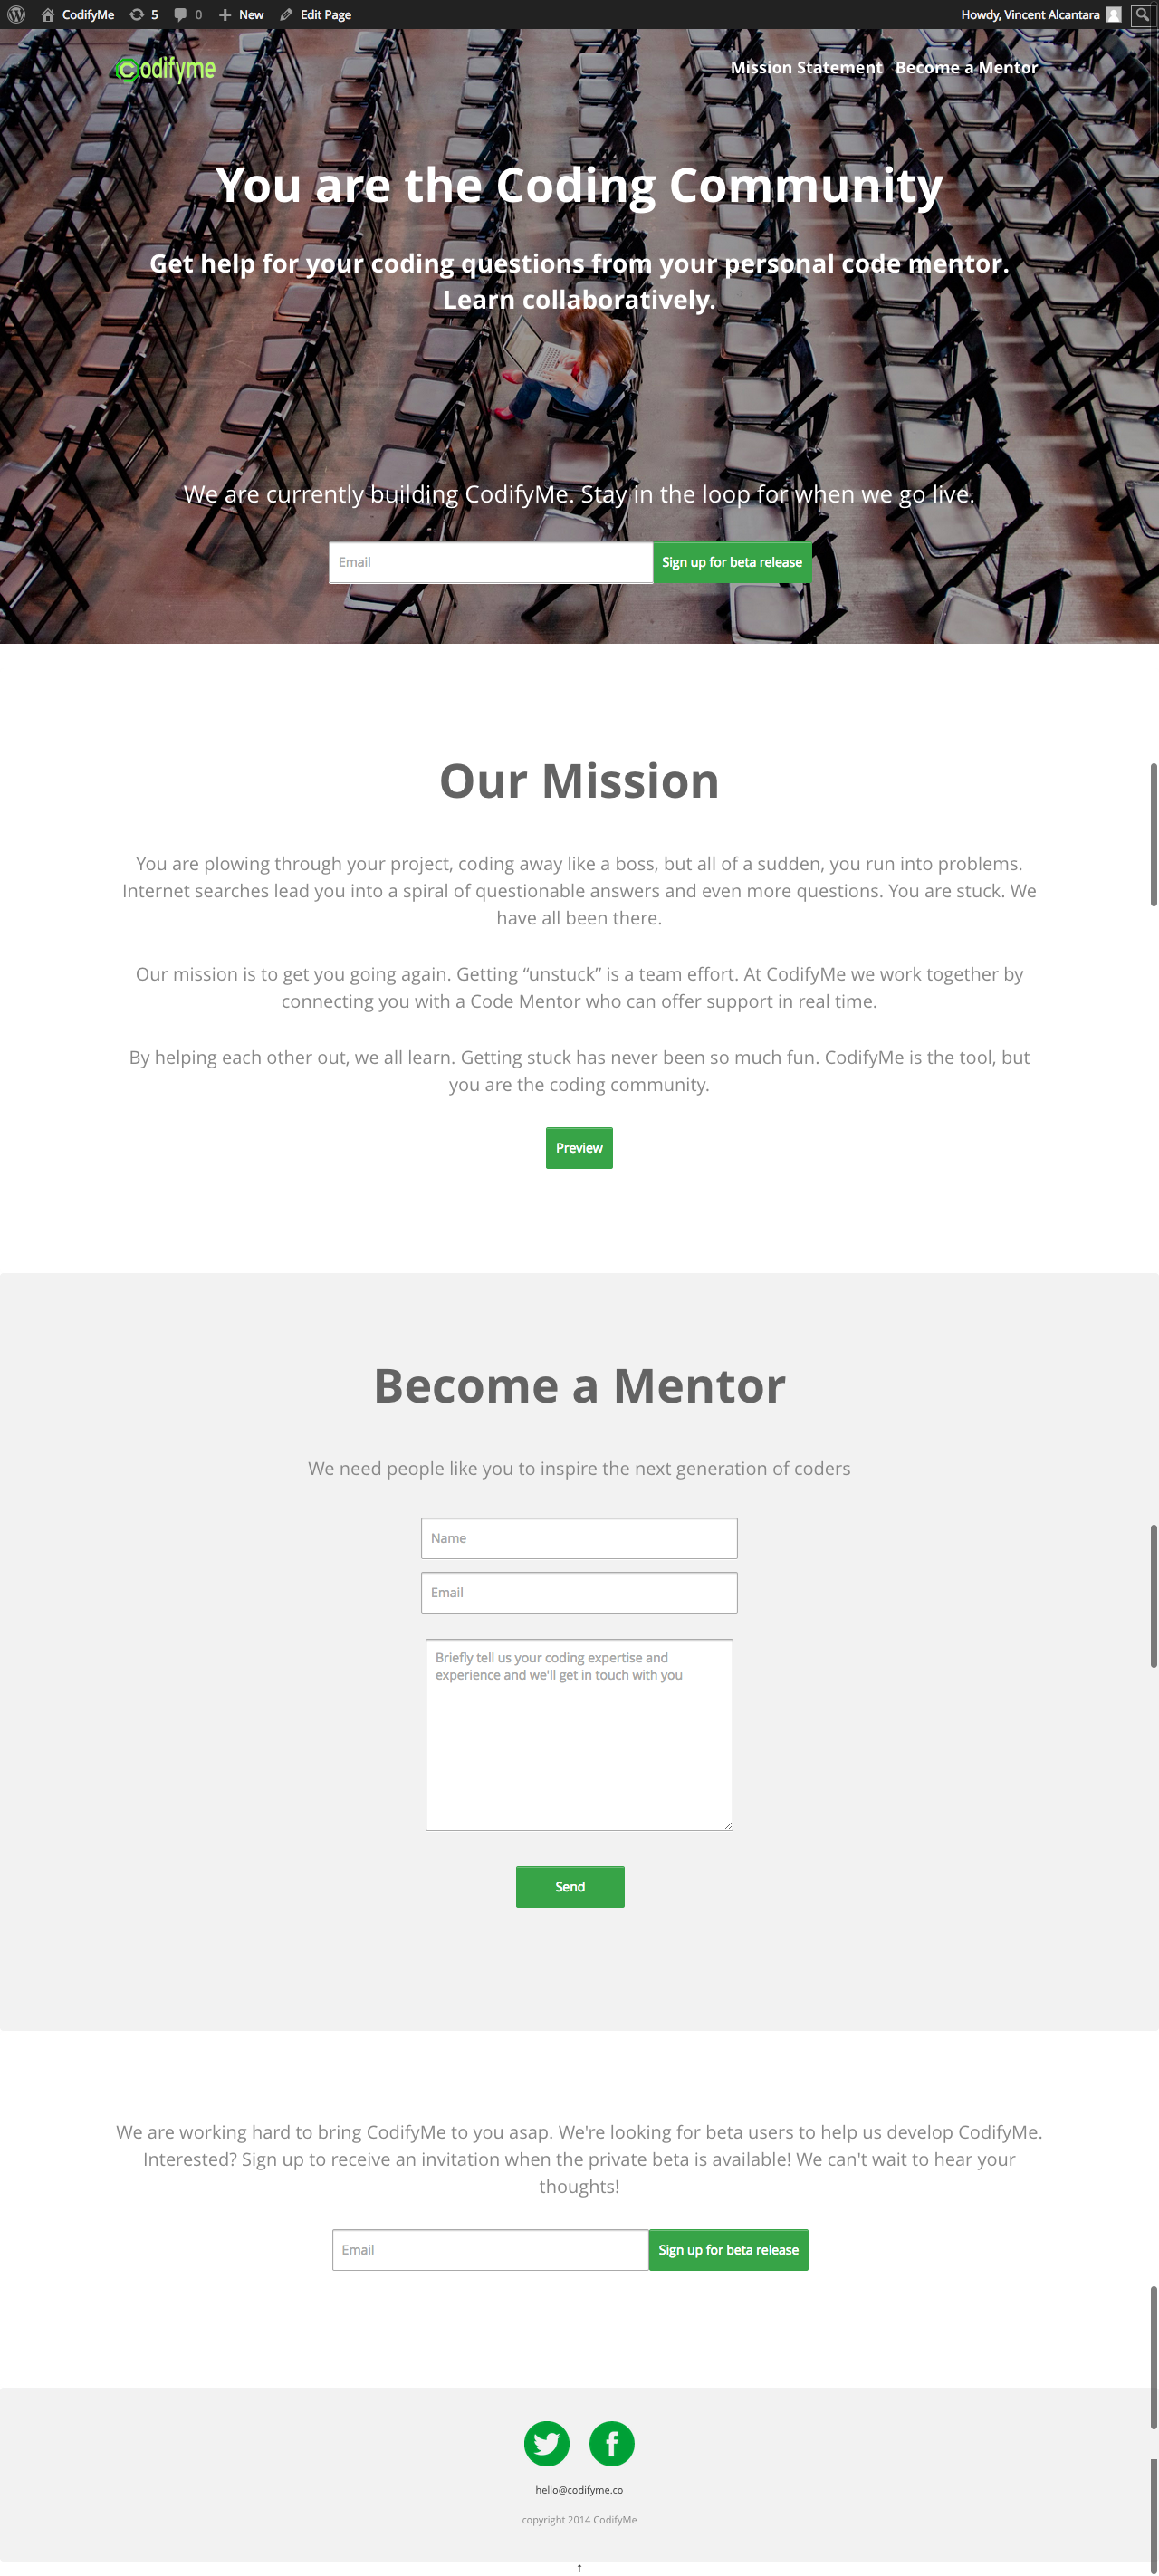 CodifyMe 5 0 New Edit Page Howdy, Vincent Alcantara
codifyme
Mission Statement Become a Mentor
You are the Coding Community
Get help for your coding questions from your personal code mentor.
Learn collaboratively.
We are currently building CodifyMe. Stay in the loop for when we go live.
Email Sign up for beta release
Our Mission
You are plowing through your project, coding away like a boss, but all of a sudden, you run into problems.
Internet searches lead you into a spiral of questionable answers and even more questions. You are stuck. We
have all been there.
Our mission is to get you going again. Getting “unstuck” is a team effort. At CodifyMe we work together by
connecting you with a Code Mentor who can offer support in real time.
By helping each other out, we all learn. Getting stuck has never been so much fun. CodifyMe is the tool, but
you are the coding community.
Preview
Become a Mentor
We need people like you to inspire the next generation of coders
Name
Email
Briefly tell us your coding expertise and
experience and we'll get in touch with you
Send
We are working hard to bring CodifyMe to you asap. We're looking for beta users to help us develop CodifyMe.
Interested? Sign up to receive an invitation when the private beta is available! We can't wait to hear your
thoughts!
Email Sign up for beta release
hello@codifyme.co
copyright 2014 CodifyMe
↑